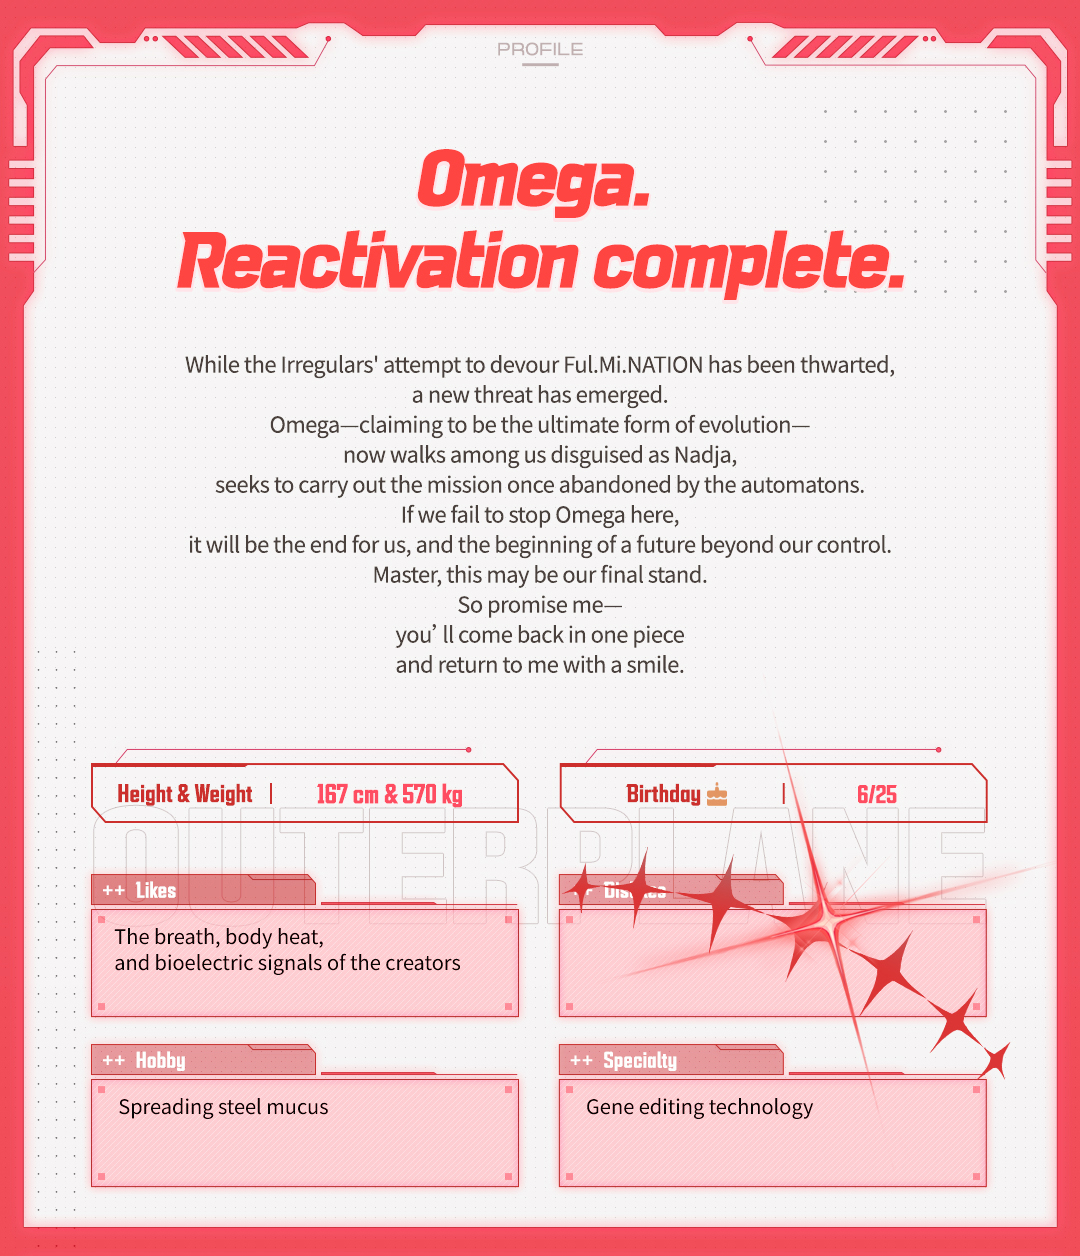 PROFILE
Omega.
Reactivation complete.
While the Irregulars' attempt to devour Ful.Mi.NATION has been thwarted,
a new threat has emerged.
Omega—claiming to be the ultimate form of evolution—
now walks among us disguised as Nadja,
seeks to carry out the mission once abandoned by the automatons.
If we fail to stop Omega here,
it will be the end for us, and the beginning of a future beyond our control.
Master, this may be our final stand.
So promise me—
you’ ll come back in one piece
and return to me with a smile.
Height & Weight | 167 cm & 570 kg
Birthday | 6/25
OUTERPLANE
++ Likes
++ Dislikes
The breath, body heat,
and bioelectric signals of the creators
++ Hobby
++ Specialty
Spreading steel mucus
Gene editing technology